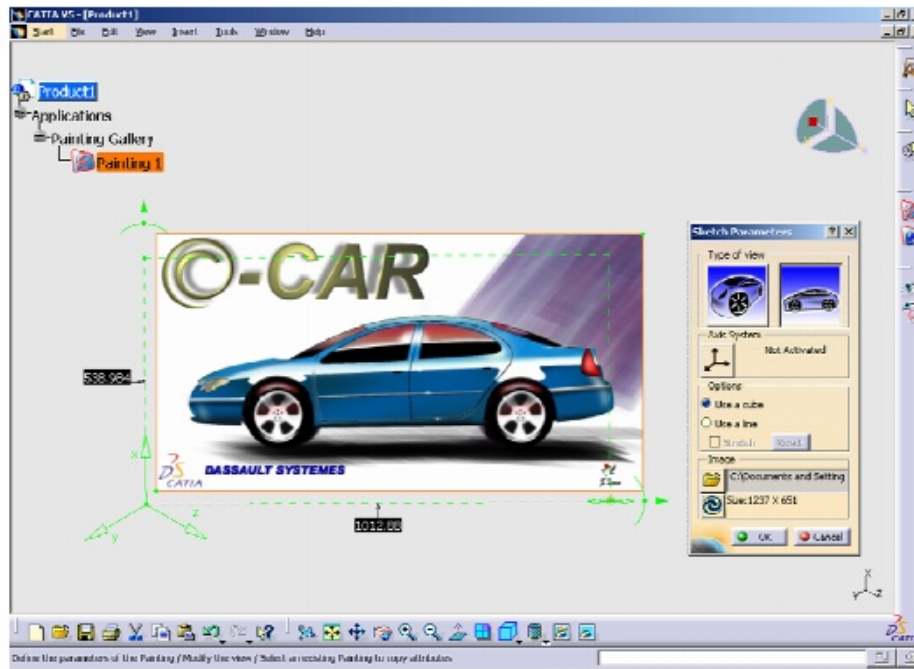 CATIA V5 - [Product1]
Start File Edit View Insert Tools Window Help
Product1
Applications
Painting Gallery
Painting 1
©-CAR
538.984
DS
CATIA
DASSAULT SYSTEMES
1012.88
Sketch Parameters
Type of view
Axis System
Not Activated
Options
Use a cube
Use a line
Stretch Reset
Image
C:\Documents and Setting
Size: 1237 X 651
OK Cancel
x
y
z
x
y
z
DS
Define the parameters of the Painting / Modify the view / Select an existing Painting to copy attributes